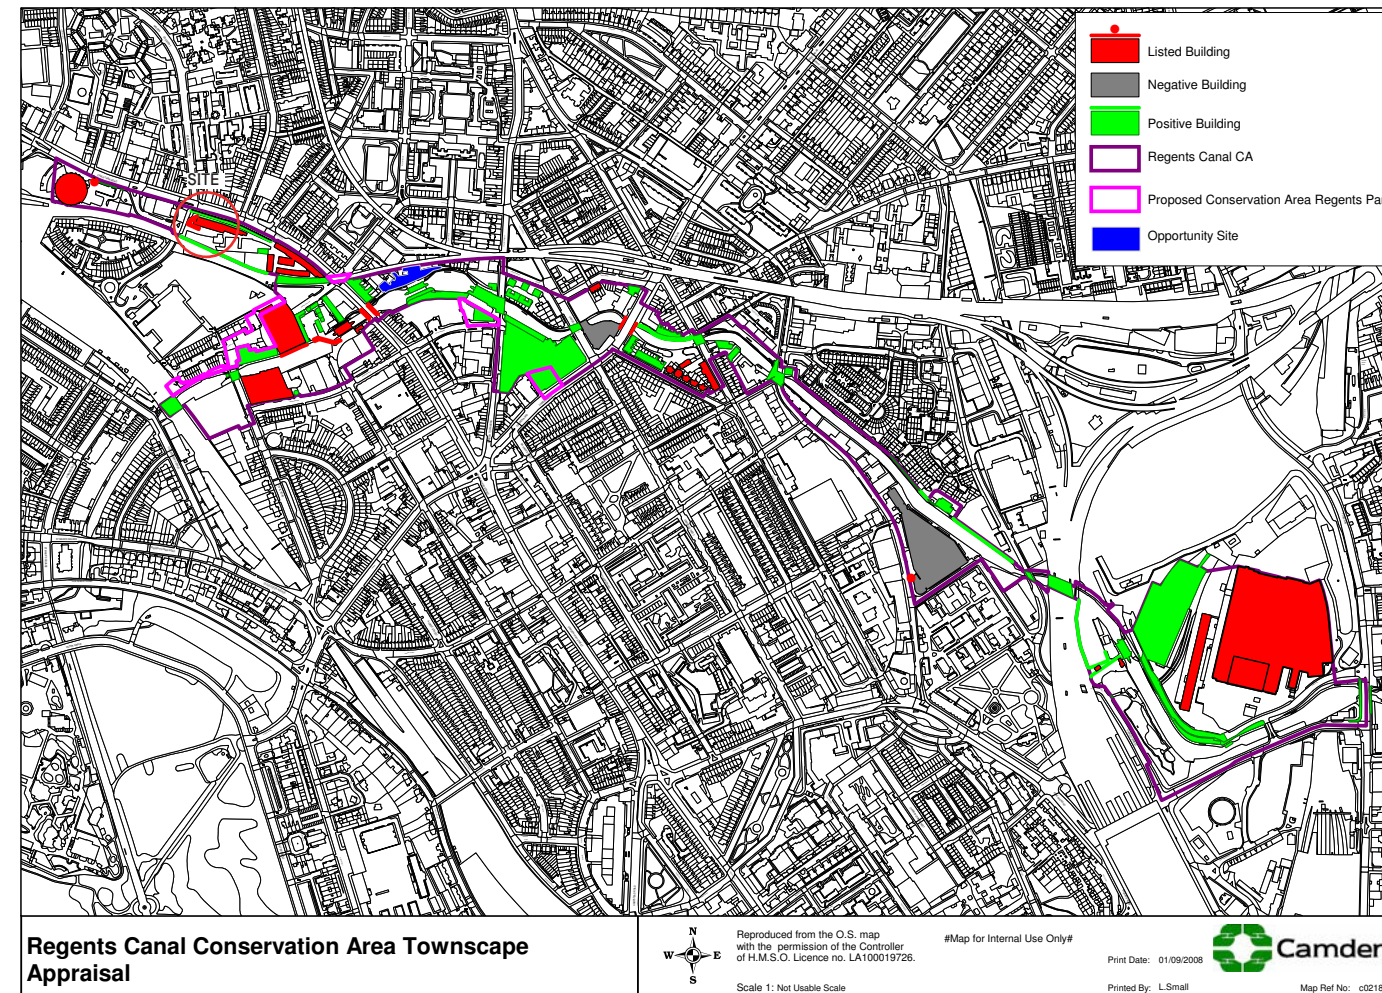 SITE
Listed Building
Negative Building
Positive Building
Regents Canal CA
Proposed Conservation Area Regents Par
Opportunity Site
Regents Canal Conservation Area Townscape
Appraisal
N
W E
S
Reproduced from the O.S. map
with the permission of the Controller
of H.M.S.O. Licence no. LA100019726.
Scale 1: Not Usable Scale
#Map for Internal Use Only#
Print Date: 01/09/2008
Printed By: L.Small
Camden
Map Ref No: c0218